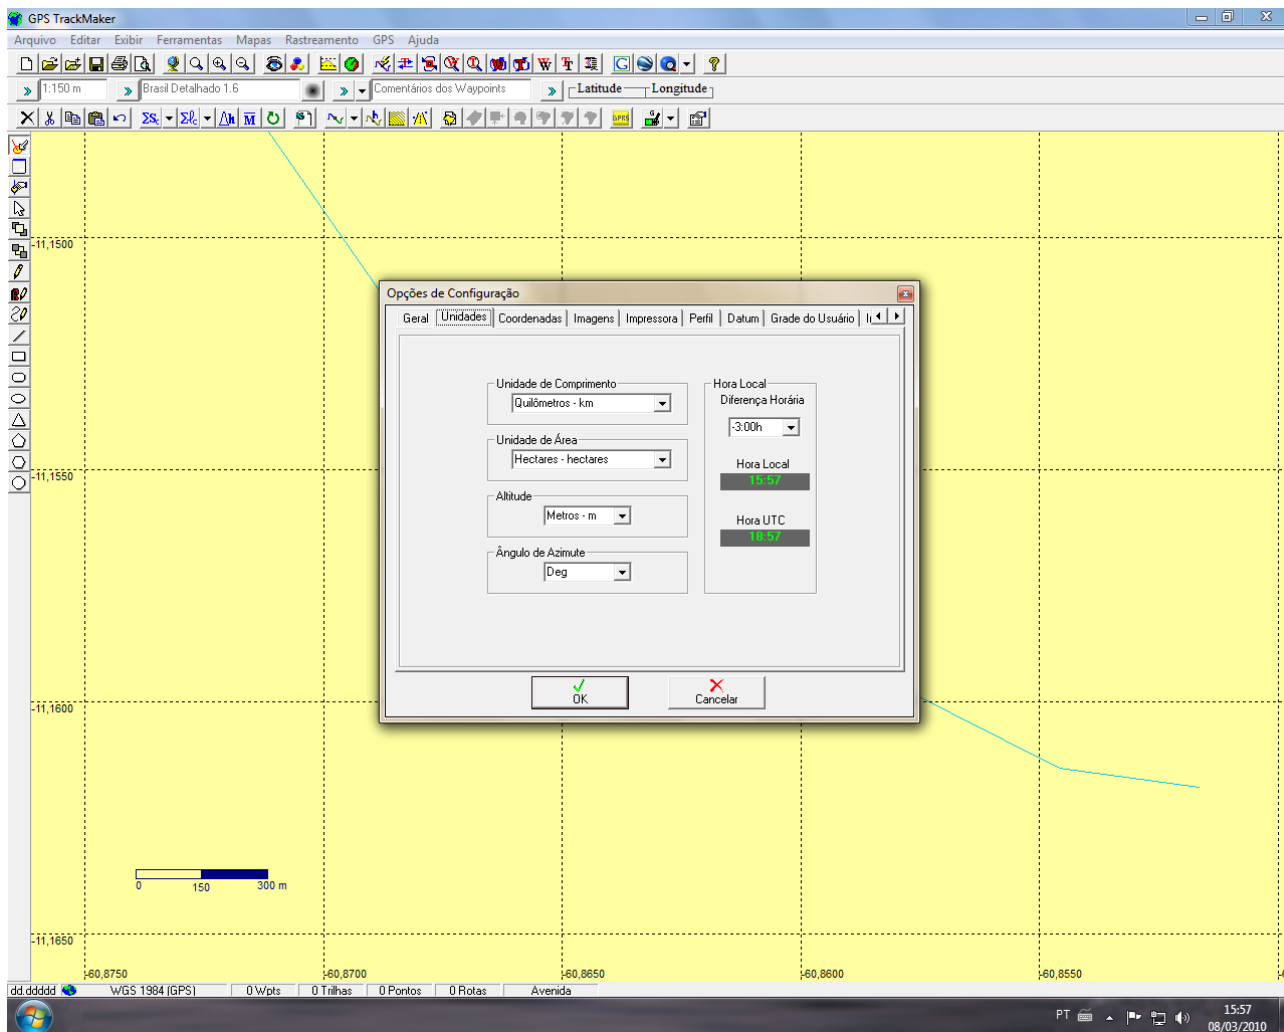 GPS TrackMaker
Arquivo Editar Exibir Ferramentas Mapas Rastreamento GPS Ajuda
1:150 m Brasil Detalhado 1.6 Comentários dos Waypoints Latitude Longitude
-11,1500
-11,1550
-11,1600
-11,1650
Opções de Configuração
Geral Unidades Coordenadas Imagens Impressora Perfil Datum Grade do Usuário
Unidade de Comprimento
Quilômetros - km
Unidade de Área
Hectares - hectares
Altitude
Metros - m
Ângulo de Azimute
Deg
Hora Local
Diferença Horária
-3:00h
Hora Local
15:57
Hora UTC
18:57
OK Cancelar
0 150 300 m
-60,8750 -60,8700 -60,8650 -60,8600 -60,8550
dd.ddddd WGS 1984 (GPS) 0 Wpts 0 Trilhas 0 Pontos 0 Rotas Avenida
PT 15:57
08/03/2010